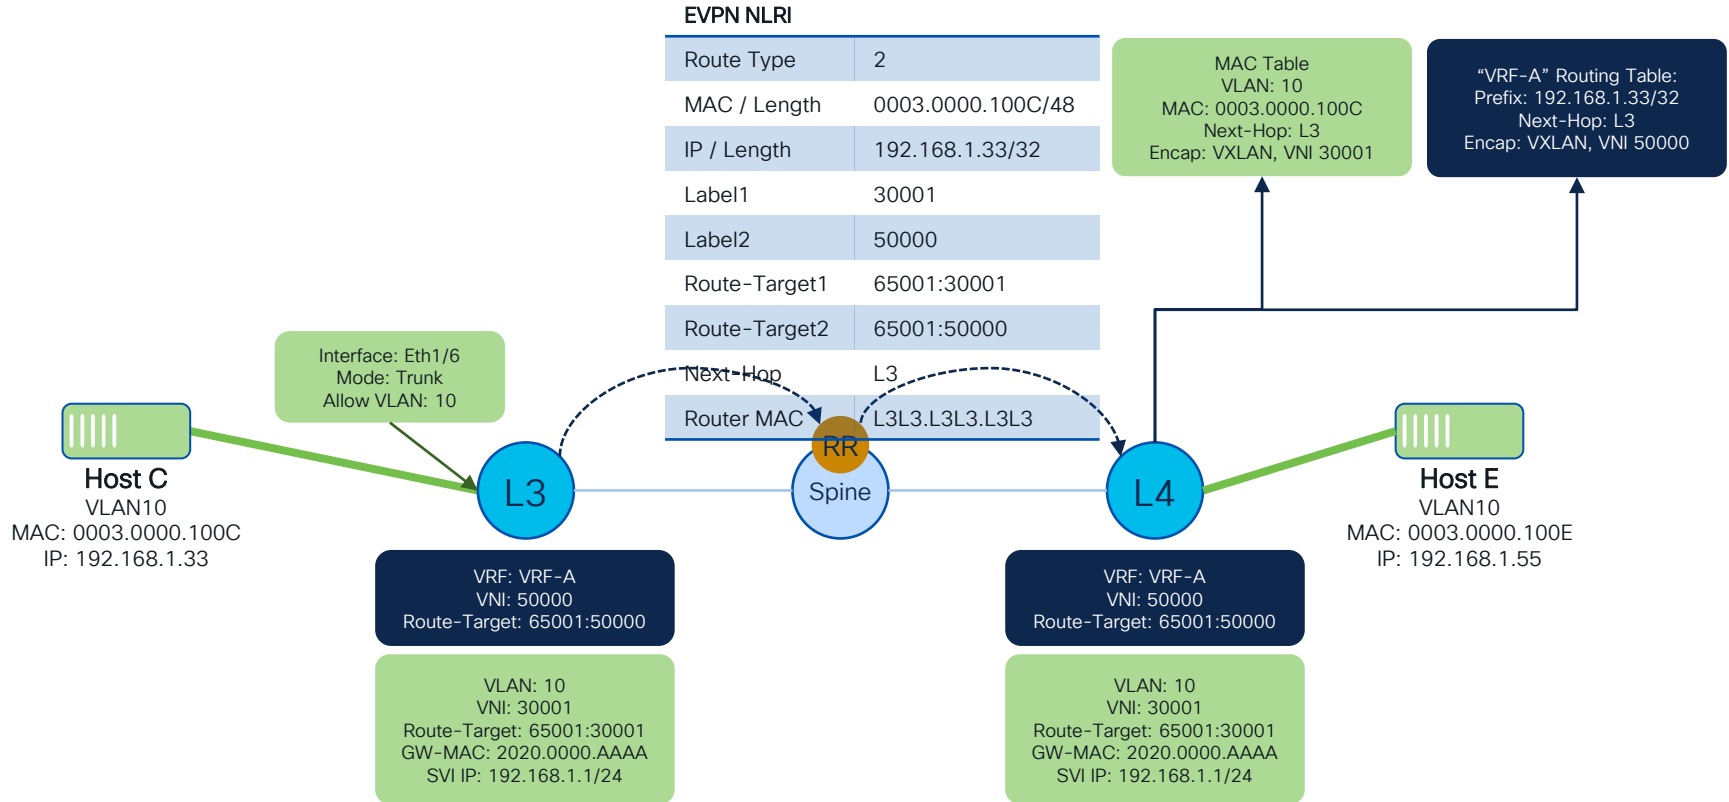 EVPN NLRI
Route Type 2
MAC / Length 0003.0000.100C/48
IP / Length 192.168.1.33/32
Label1 30001
Label2 50000
Route-Target1 65001:30001
Route-Target2 65001:50000
Next-Hop L3
Router MAC L3L3.L3L3.L3L3
MAC Table
VLAN: 10
MAC: 0003.0000.100C
Next-Hop: L3
Encap: VXLAN, VNI 30001
“VRF-A” Routing Table:
Prefix: 192.168.1.33/32
Next-Hop: L3
Encap: VXLAN, VNI 50000
Interface: Eth1/6
Mode: Trunk
Allow VLAN: 10
Host C
VLAN10
MAC: 0003.0000.100C
IP: 192.168.1.33
L3
RR
Spine
L4
Host E
VLAN10
MAC: 0003.0000.100E
IP: 192.168.1.55
VRF: VRF-A
VNI: 50000
Route-Target: 65001:50000
VLAN: 10
VNI: 30001
Route-Target: 65001:30001
GW-MAC: 2020.0000.AAAA
SVI IP: 192.168.1.1/24
VRF: VRF-A
VNI: 50000
Route-Target: 65001:50000
VLAN: 10
VNI: 30001
Route-Target: 65001:30001
GW-MAC: 2020.0000.AAAA
SVI IP: 192.168.1.1/24